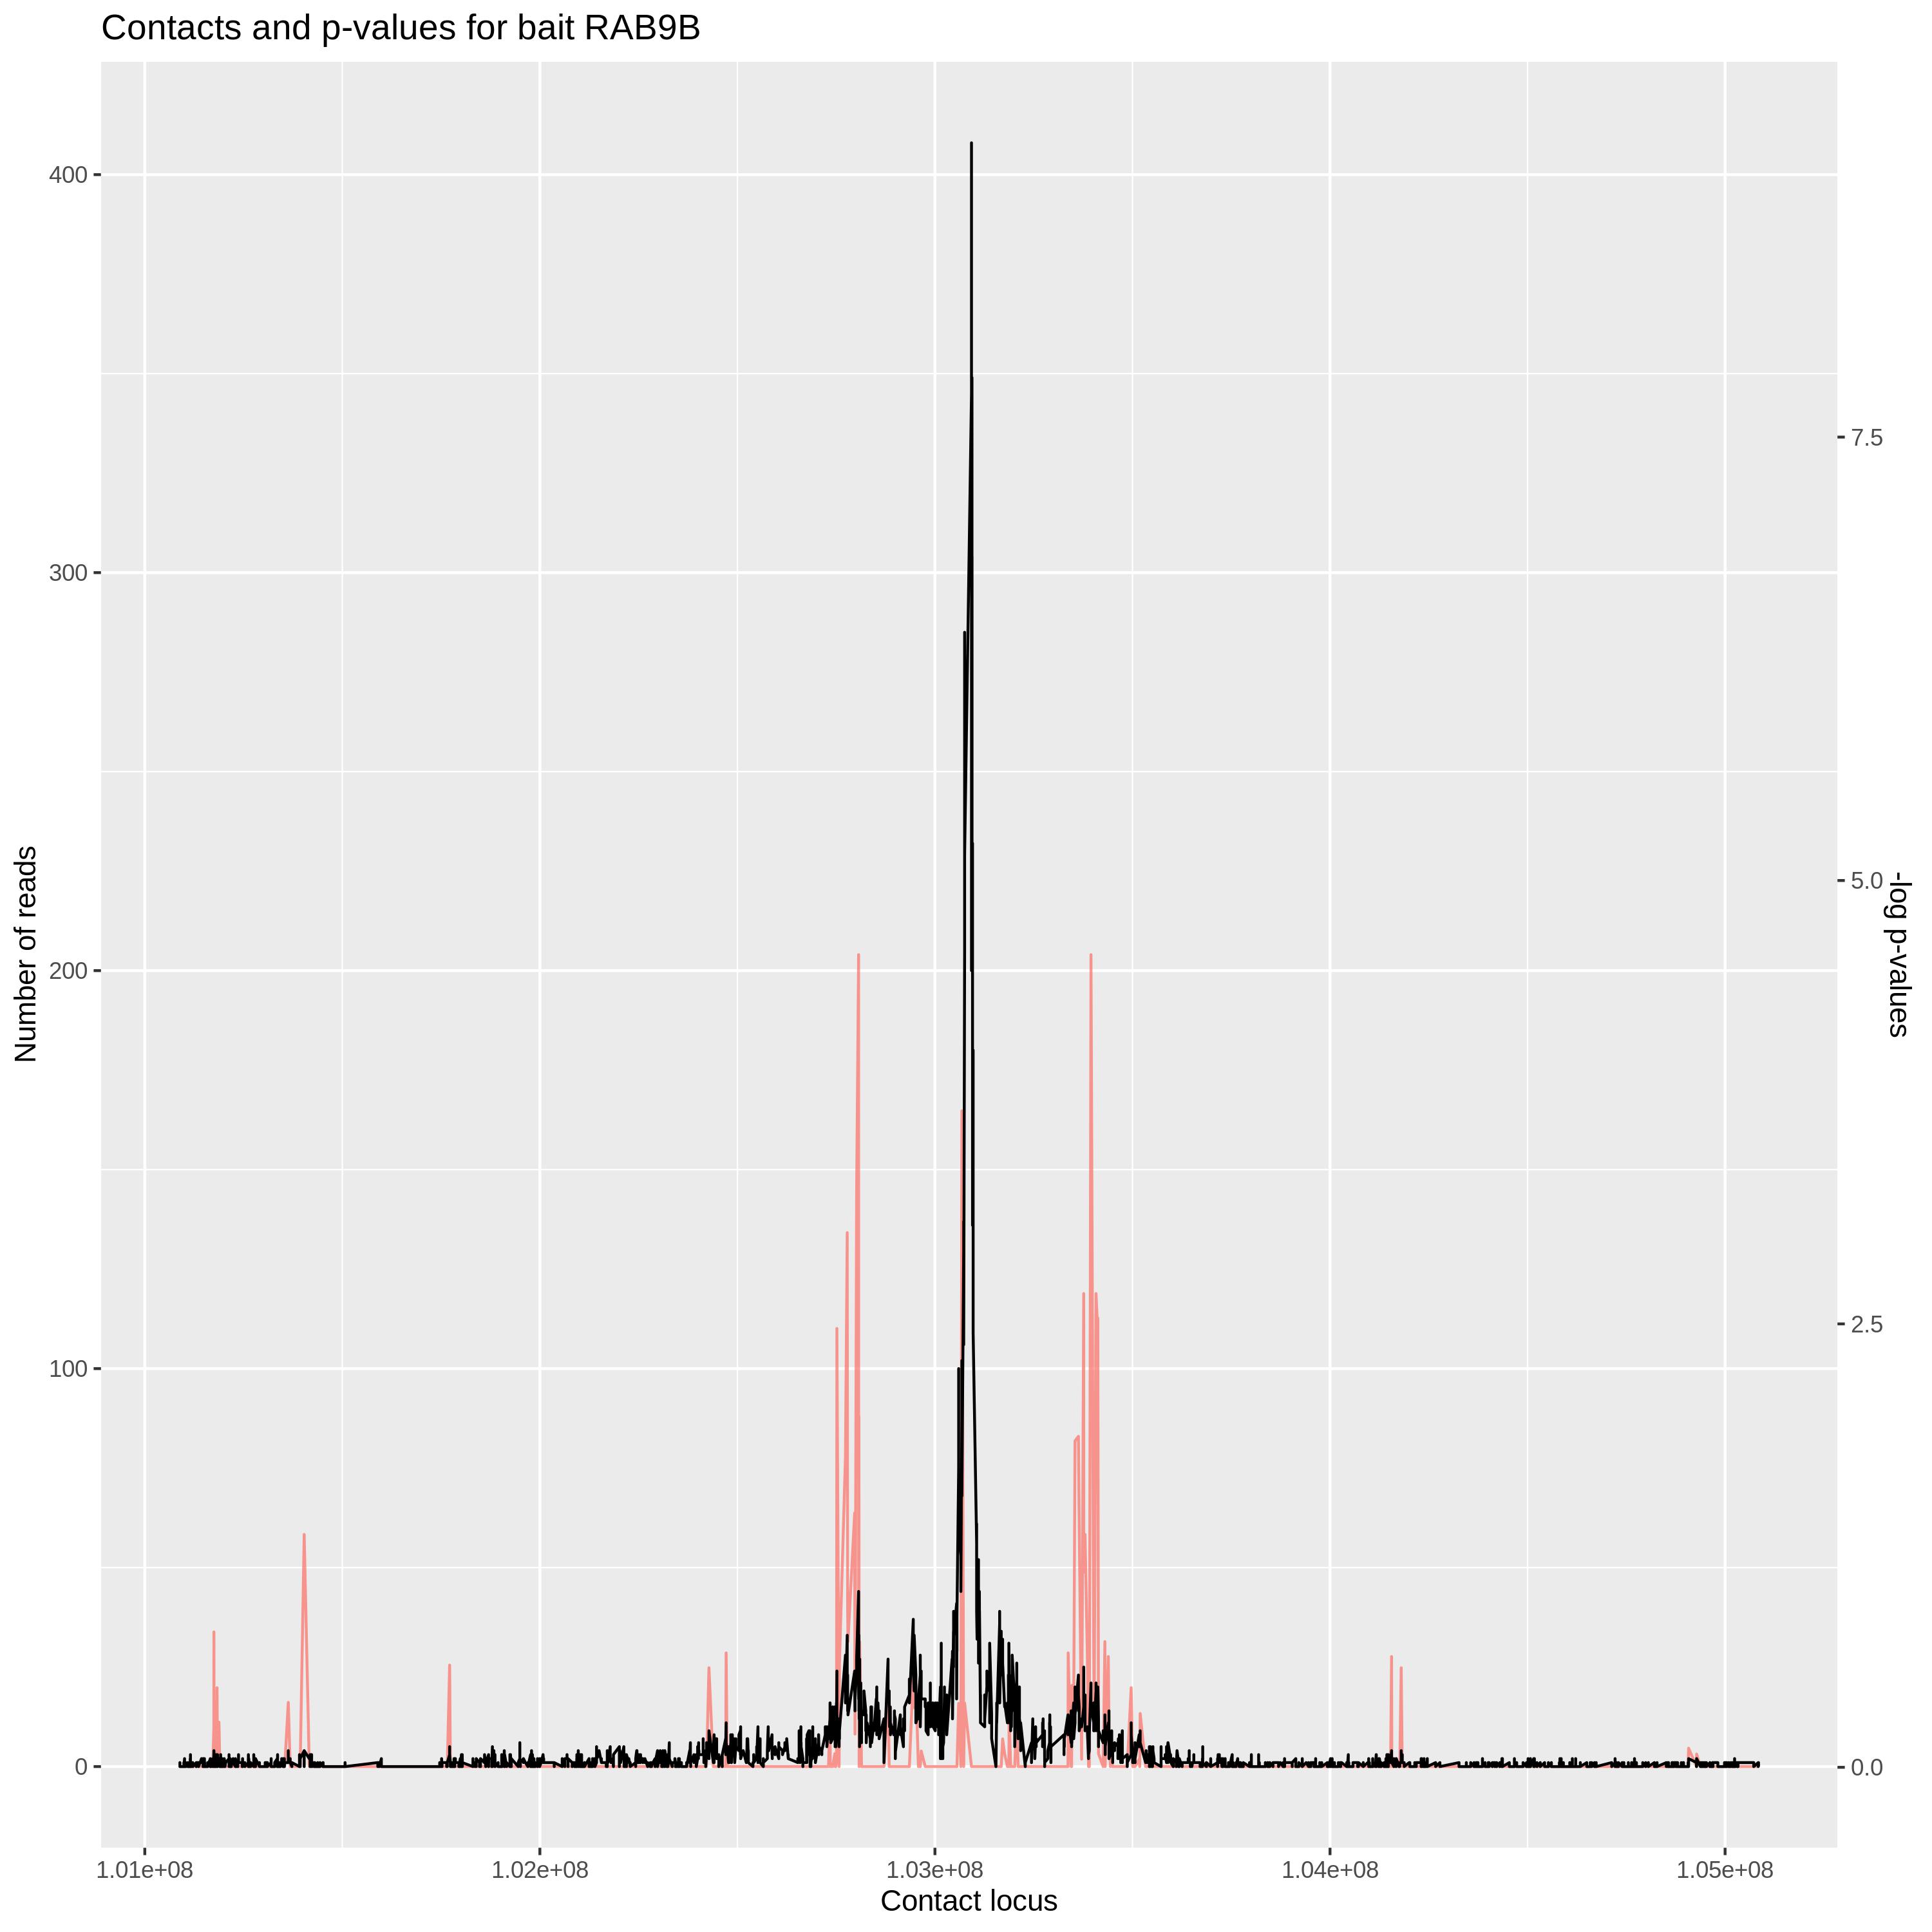 Contacts and p-values for bait RAB9B
400
300
200
100
0
Number of reads
7.5
5.0
2.5
0.0
-log p-values
1.01e+08
1.02e+08
1.03e+08
1.04e+08
1.05e+08
Contact locus